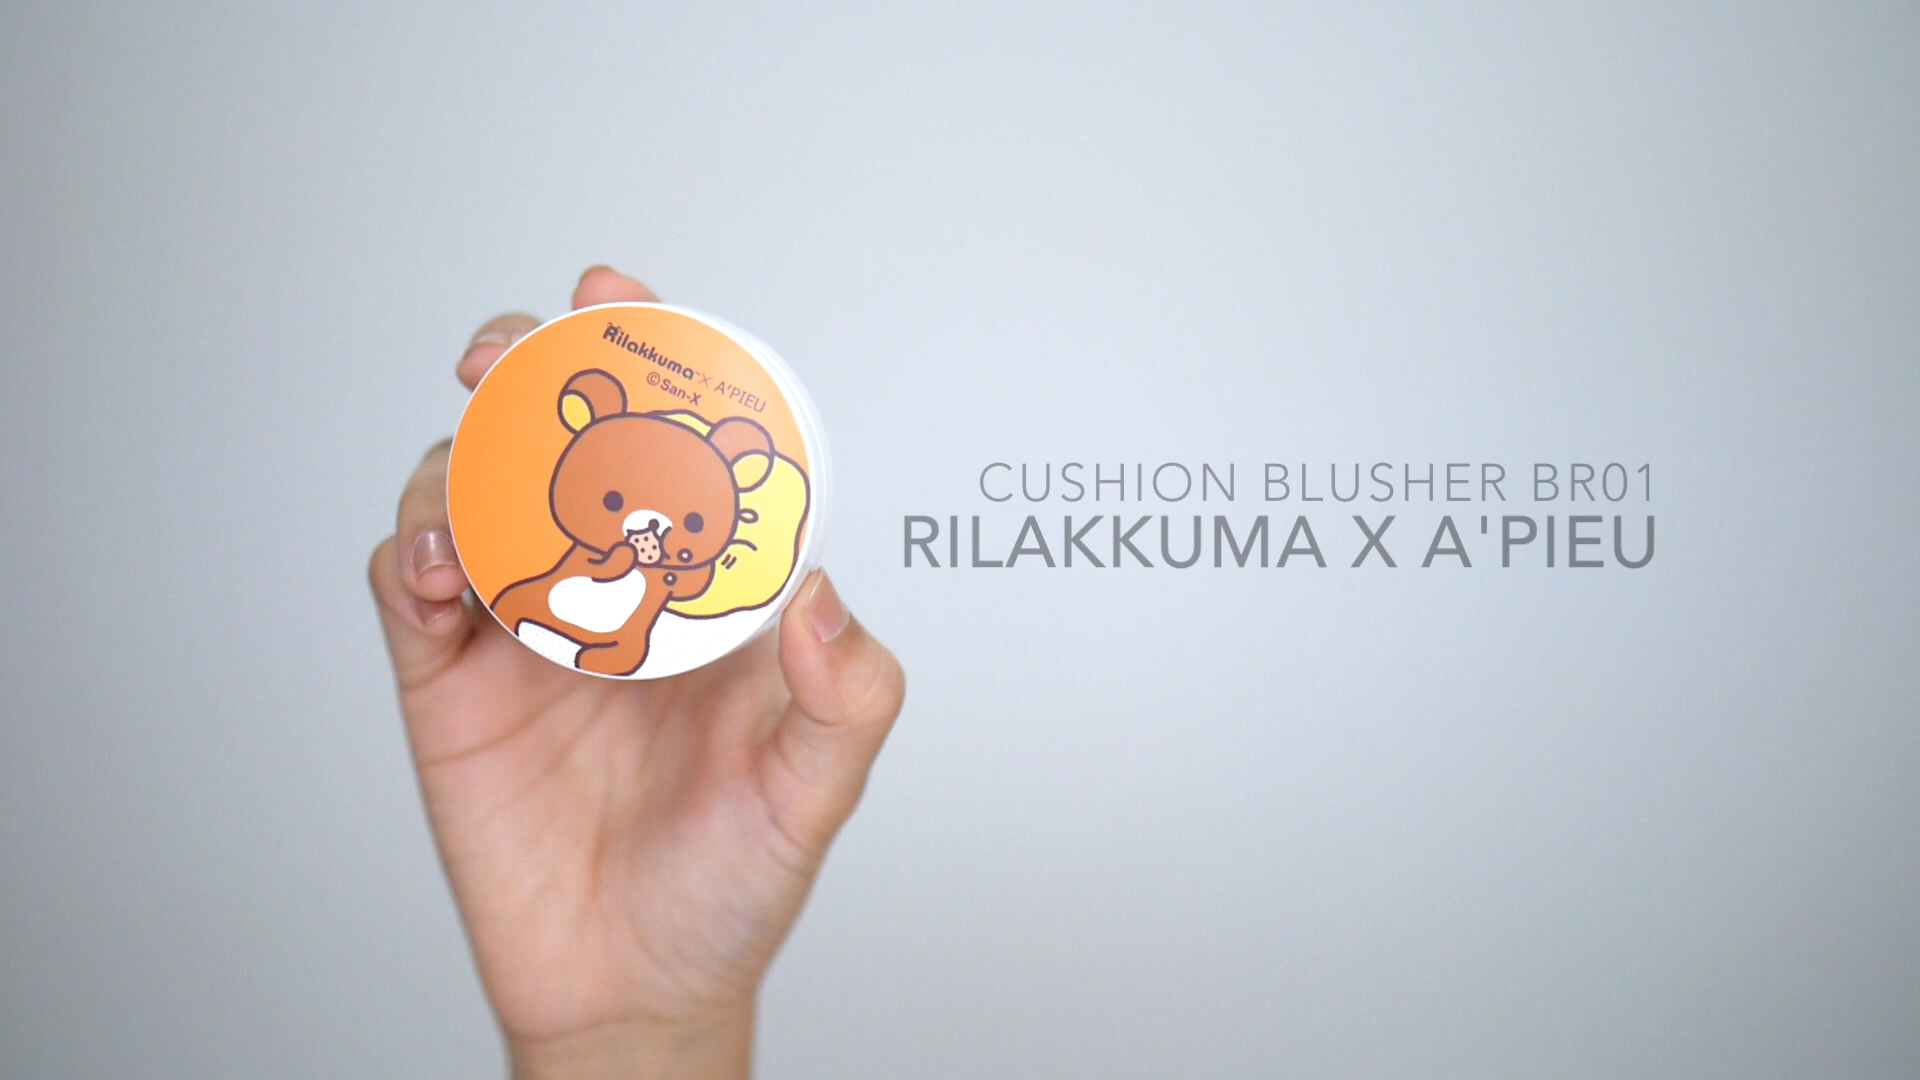 Rilakkuma™ X A'PIEU
©San-X
CUSHION BLUSHER BR01
RILAKKUMA X A'PIEU